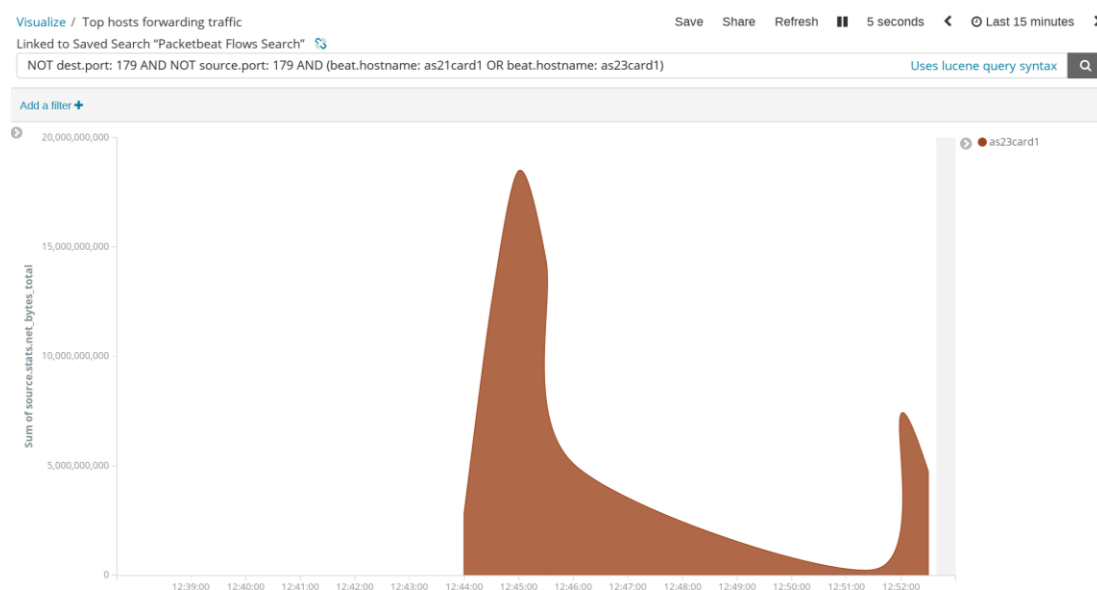 Visualize / Top hosts forwarding traffic Save Share Refresh 5 seconds Last 15 minutes
Linked to Saved Search “Packetbeat Flows Search”
NOT dest.port: 179 AND NOT source.port: 179 AND (beat.hostname: as21card1 OR beat.hostname: as23card1) Uses lucene query syntax
Add a filter +
20,000,000,000
as23card1
15,000,000,000
10,000,000,000
5,000,000,000
0
Sum of source.stats.net_bytes_total
12:39:00 12:40:00 12:41:00 12:42:00 12:43:00 12:44:00 12:45:00 12:46:00 12:47:00 12:48:00 12:49:00 12:50:00 12:51:00 12:52:00